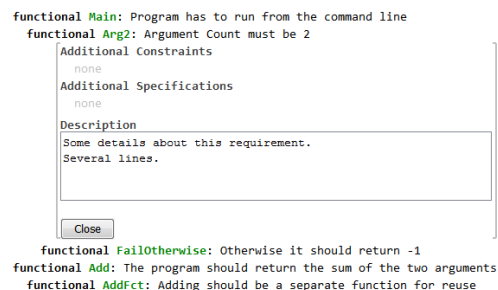 functional Main: Program has to run from the command line
functional Arg2: Argument Count must be 2
Additional Constraints
none
Additional Specifications
none
Description
Some details about this requirement.
Several lines.
Close
functional FailOtherwise: Otherwise it should return -1
functional Add: The program should return the sum of the two arguments
functional AddFct: Adding should be a separate function for reuse